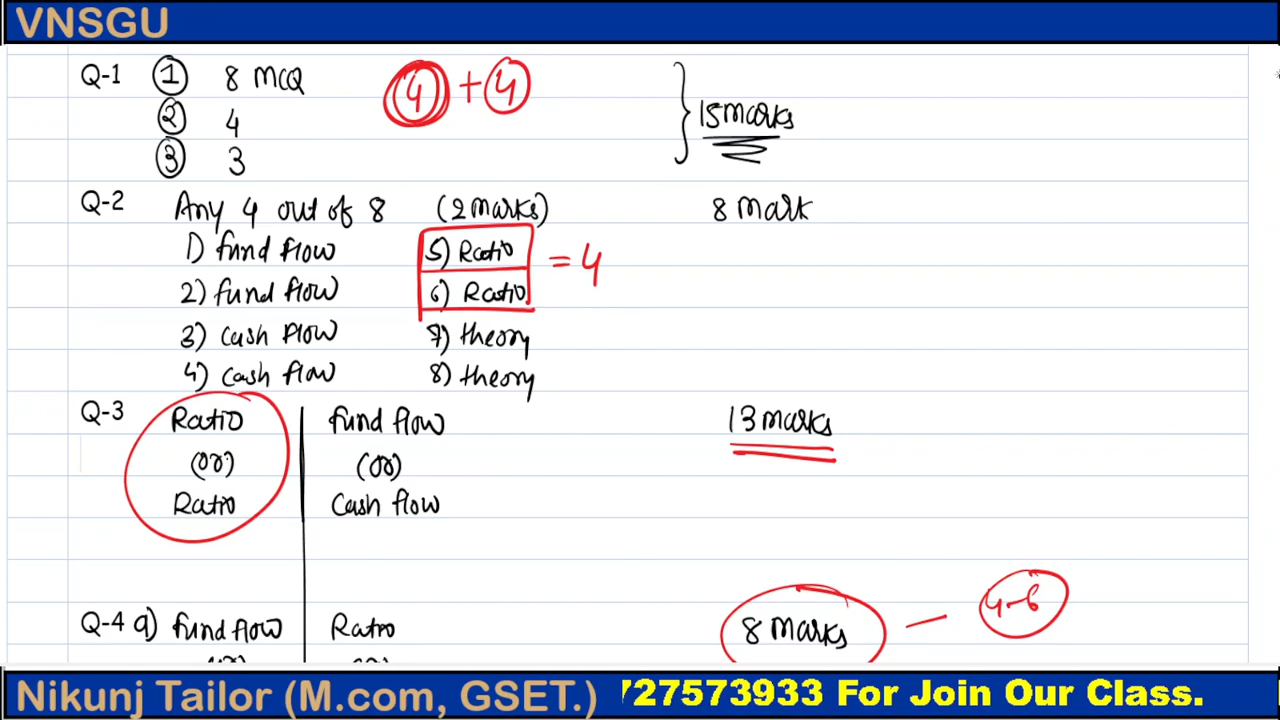 VNSGU
Q-1 ① 8 MCQ 4 + 4
② 4 15 marks
③ 3
Q-2 Any 4 out of 8 (2 marks) 8 mark
1) fund flow 5) Ratio = 4
2) fund flow 6) Ratio
3) cash flow 7) theory
4) cash flow 8) theory
Q-3 Ratio fund flow 13 marks
(or) (or)
Ratio Cash flow
Q-4 a) fund flow Ratio 8 marks — 4-6
Nikunj Tailor (M.com, GSET.) 727573933 For Join Our Class.